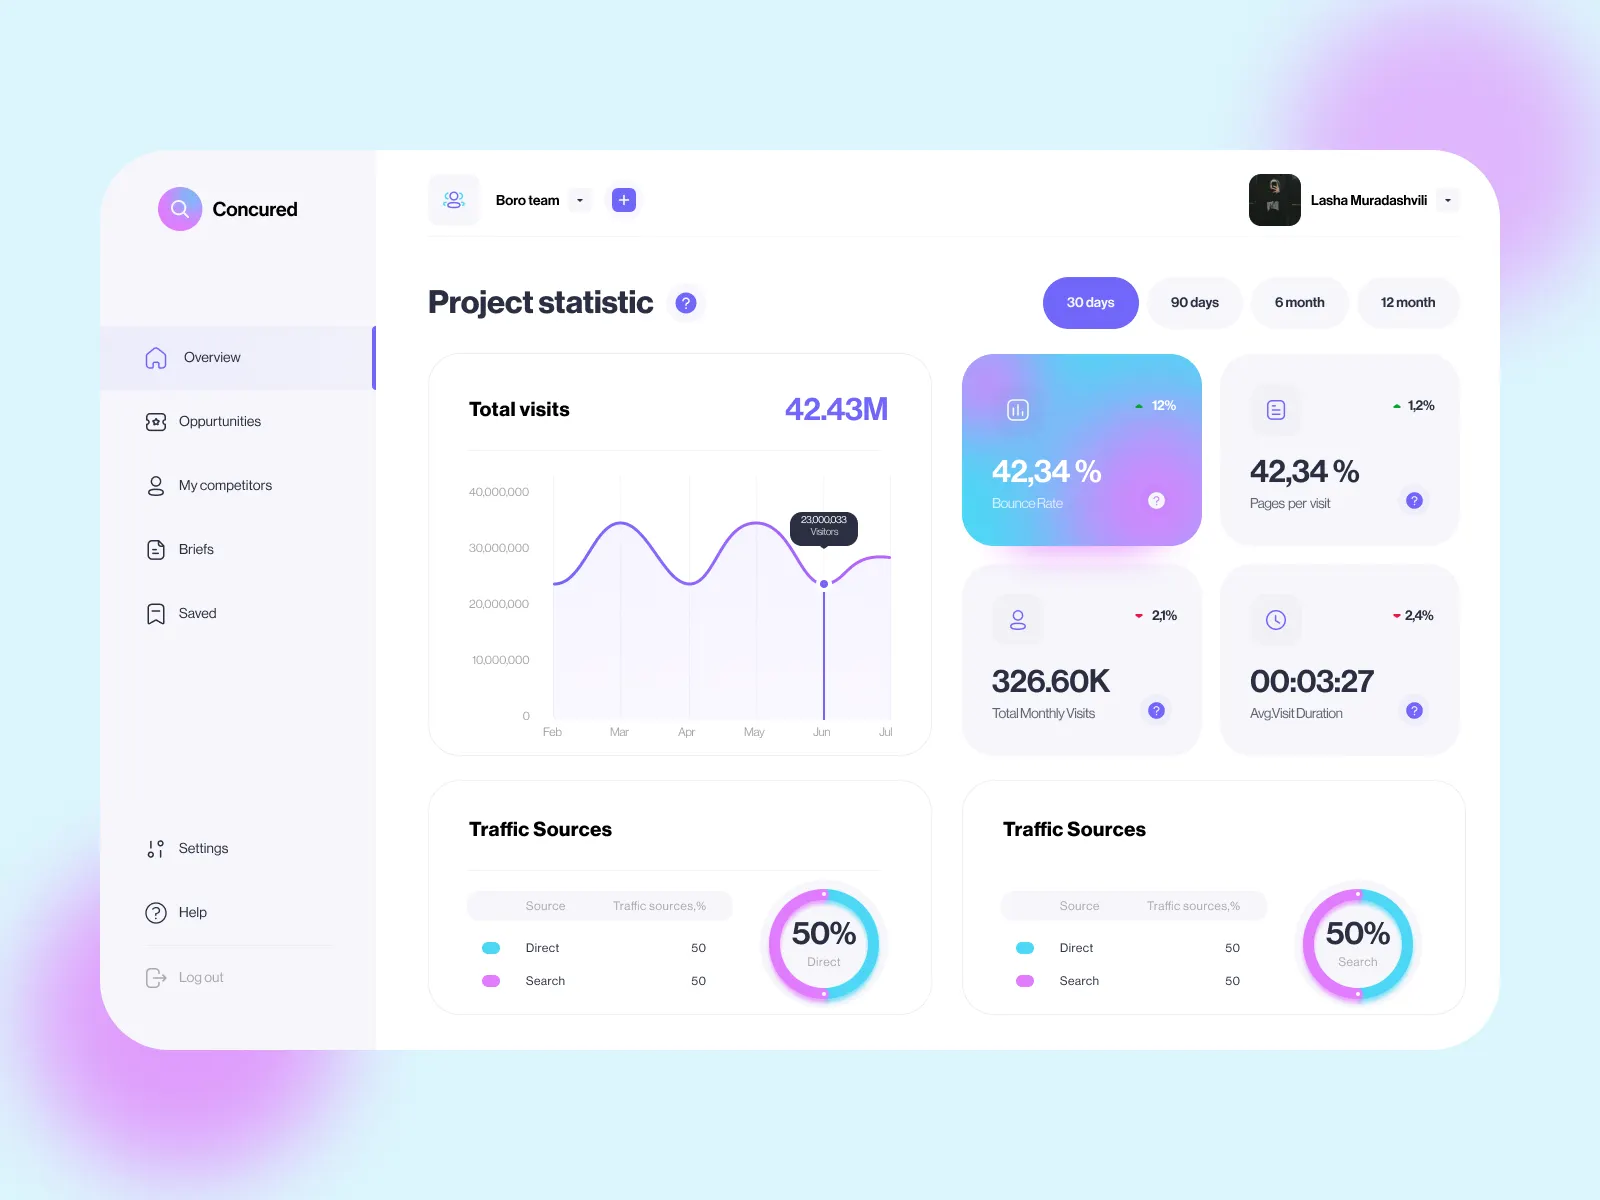 Concured
Boro team
Lasha Muradashvili
Overview
Oppurtunities
My competitors
Briefs
Saved
Settings
Help
Log out
Project statistic
?
30 days
90 days
6 month
12 month
Total visits
42.43M
40,000,000
30,000,000
20,000,000
10,000,000
0
23,000,033
Visitors
Feb Mar Apr May Jun Jul
12%
42,34 %
Bounce Rate
?
1,2%
42,34 %
Pages per visit
?
2,1%
326.60K
Total Monthly Visits
?
2,4%
00:03:27
Avg.Visit Duration
?
Traffic Sources
Source Traffic sources,%
Direct 50
Search 50
50%
Direct
Traffic Sources
Source Traffic sources,%
Direct 50
Search 50
50%
Search